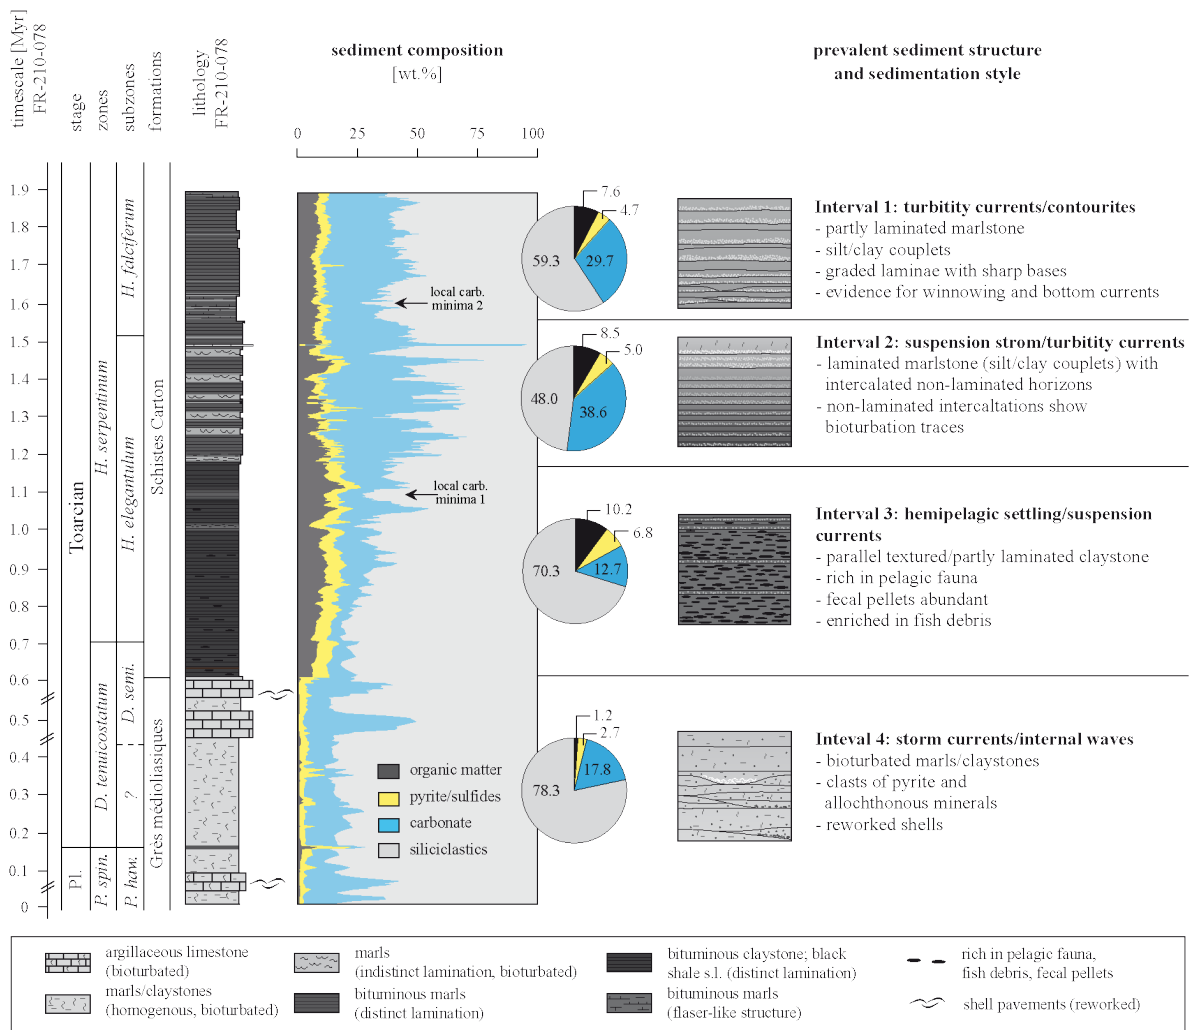 timescale [Myr]
FR-210-078
stage
zones
subzones
formations
lithology
FR-210-078
sediment composition
[wt.%]
prevalent sediment structure
and sedimentation style
0
25
50
75
100
1.9
1.8
1.7
1.6
1.5
1.4
1.3
1.2
1.1
1.0
0.9
0.8
0.7
0.6
0.5
0.4
0.3
0.2
0.1
0
Toarcian
Pl.
H. serpentinum
D. tenuicostatum
P. spin.
H. falciferum
H. elegantulum
D. semi.
?
P. haw.
Schistes Carton
Grès médiolliasiques
local carb.
minima 2
local carb.
minima 1
organic matter
pyrite/sulfides
carbonate
siliciclastics
7.6
4.7
29.7
59.3
Interval 1: turbitity currents/contourites
- partly laminated marlstone
- silt/clay couplets
- graded laminae with sharp bases
- evidence for winnowing and bottom currents
8.5
5.0
38.6
48.0
Interval 2: suspension strom/turbitity currents
- laminated marlstone (silt/clay couplets) with
intercalated non-laminated horizons
- non-laminated intercaltations show
bioturbation traces
10.2
6.8
12.7
70.3
Interval 3: hemipelagic settling/suspension
currents
- parallel textured/partly laminated claystone
- rich in pelagic fauna
- fecal pellets abundant
- enriched in fish debris
1.2
2.7
17.8
78.3
Inteval 4: storm currents/internal waves
- bioturbated marls/claystones
- clasts of pyrite and
allochthonous minerals
- reworked shells
argillaceous limestone
(bioturbated)
marls/claystones
(homogenous, bioturbated)
marls
(indistinct lamination, bioturbated)
bituminous marls
(distinct lamination)
bituminous claystone; black
shale s.l. (distinct lamination)
bituminous marls
(flaser-like structure)
rich in pelagic fauna,
fish debris, fecal pellets
shell pavements (reworked)